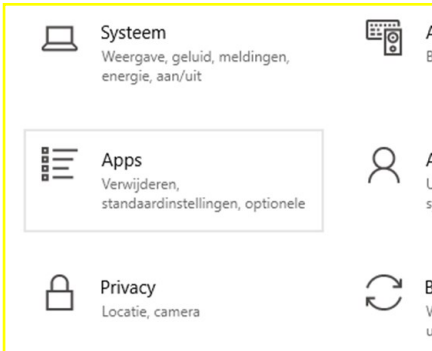 Systeem
Weergave, geluid, meldingen,
energie, aan/uit
Apps
Verwijderen,
standaardinstellingen, optionele
Privacy
Locatie, camera